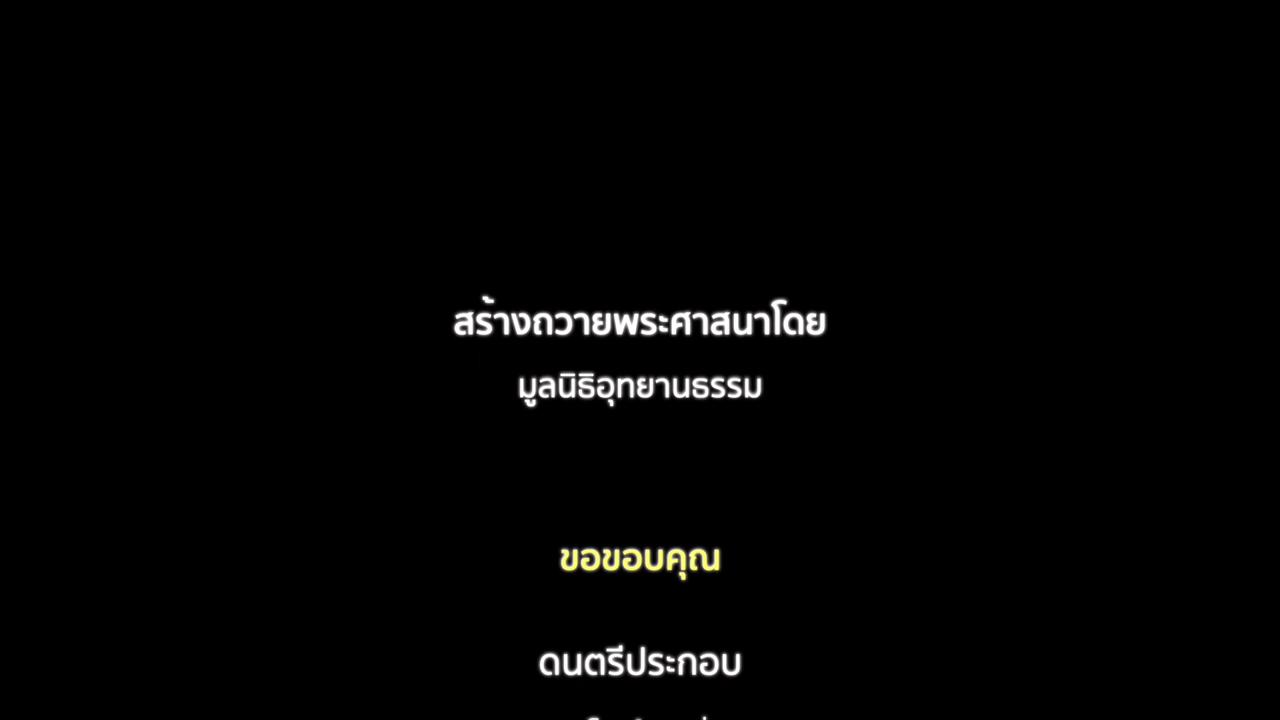 สร้างถวายพระศาสนาโดย
มูลนิธิอุทยานธรรม
ขอขอบคุณ
ดนตรีประกอบ